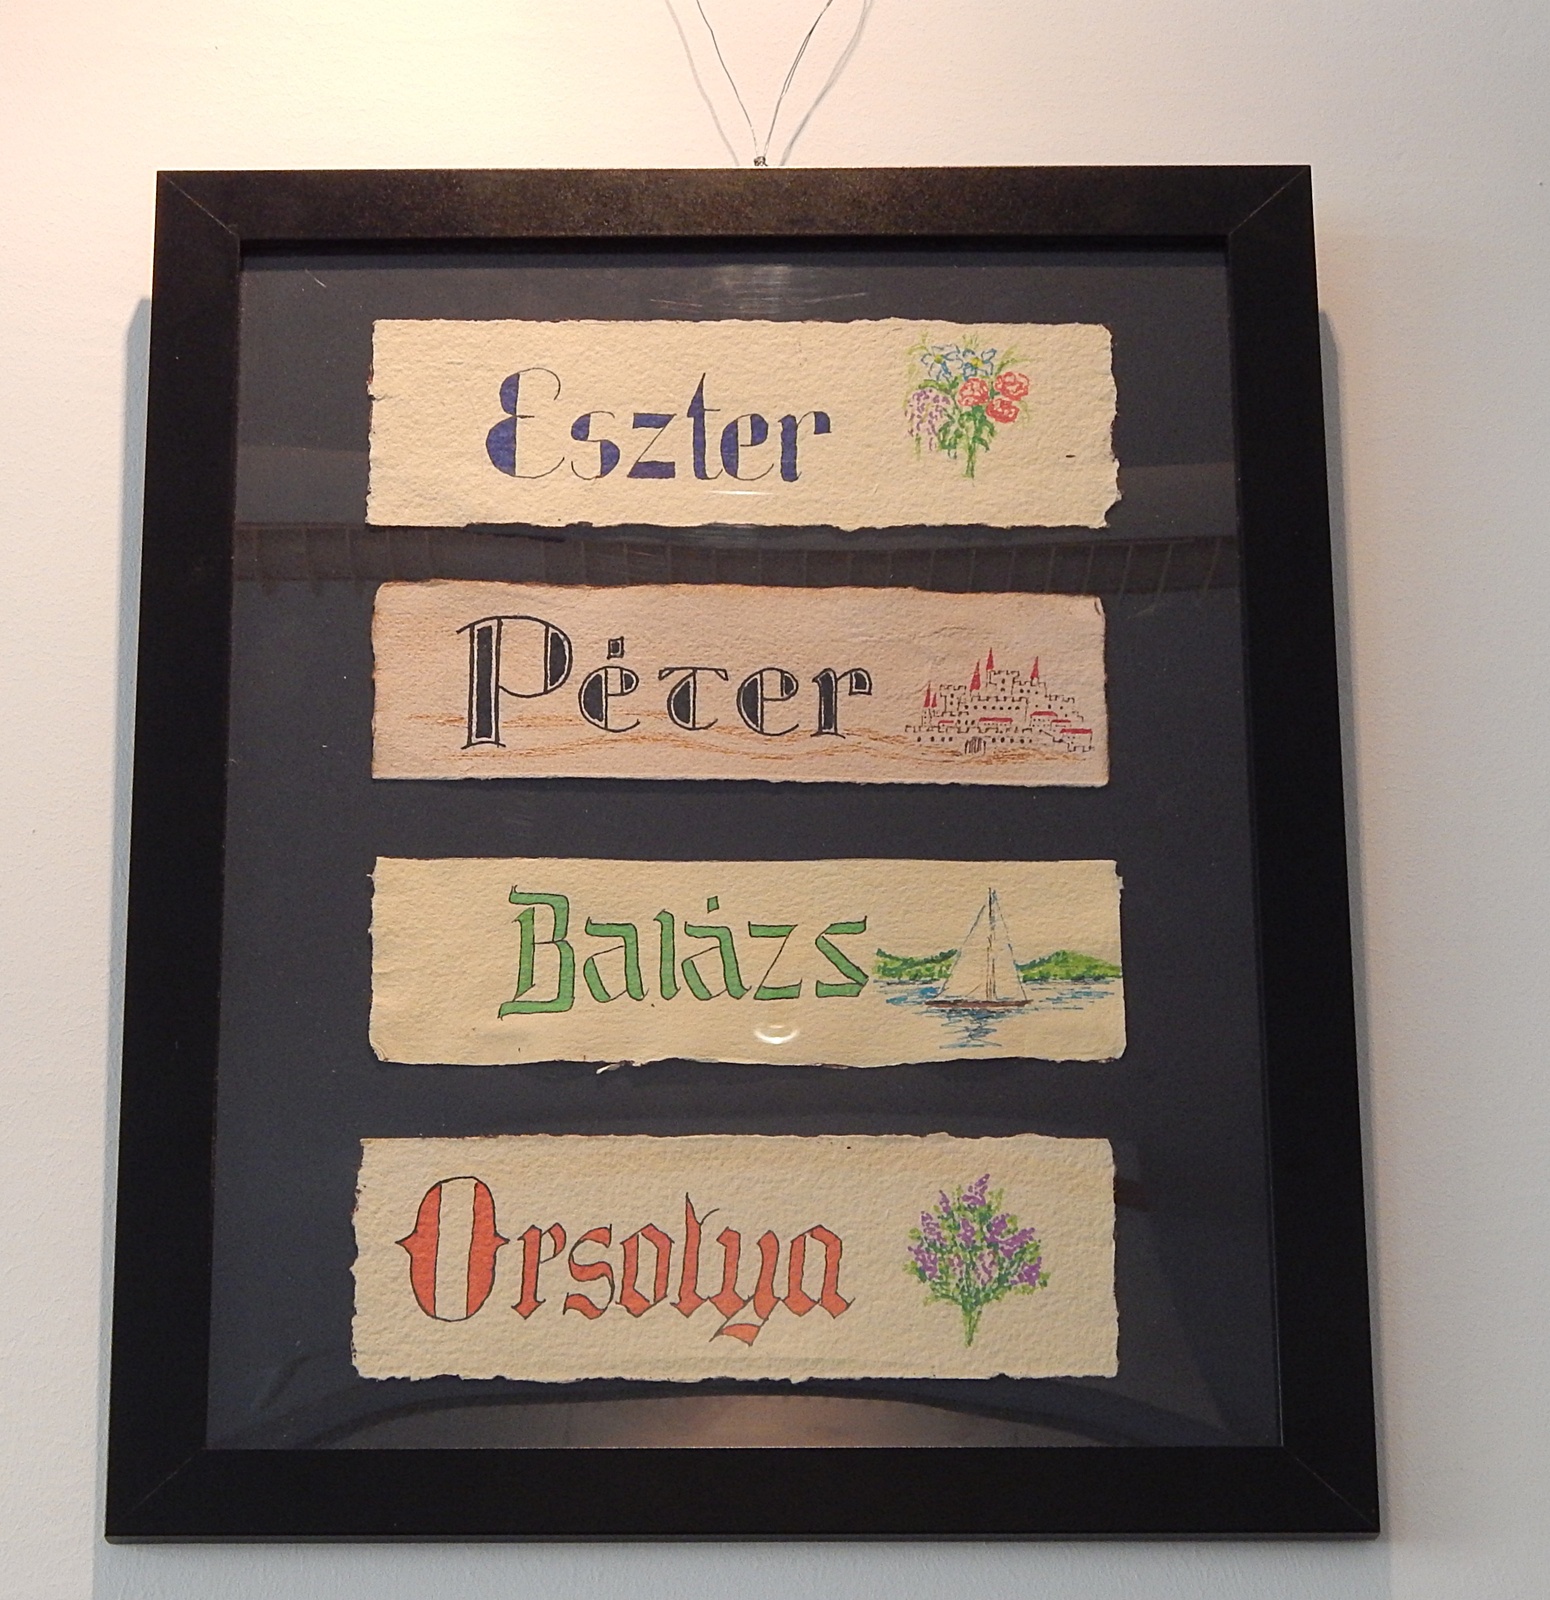 Eszter
Péter
Balázs
Orsolya